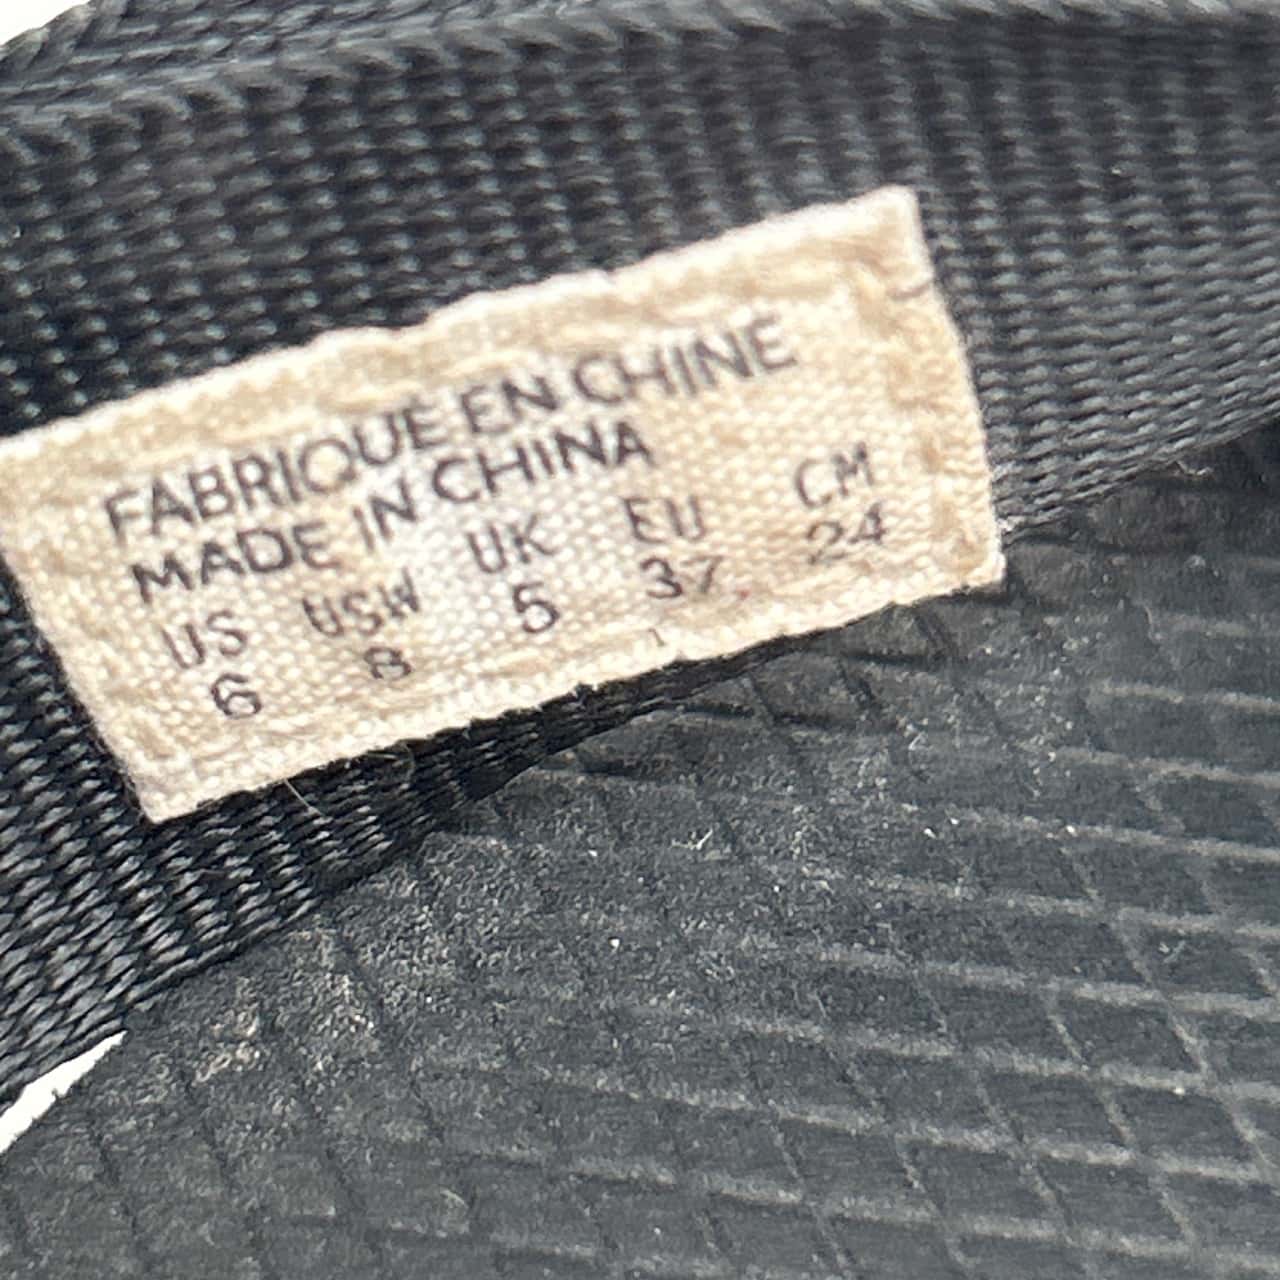 FABRIQUE EN CHINE
MADE IN CHINA
US USW UK EU CM
6 8 5 37 24